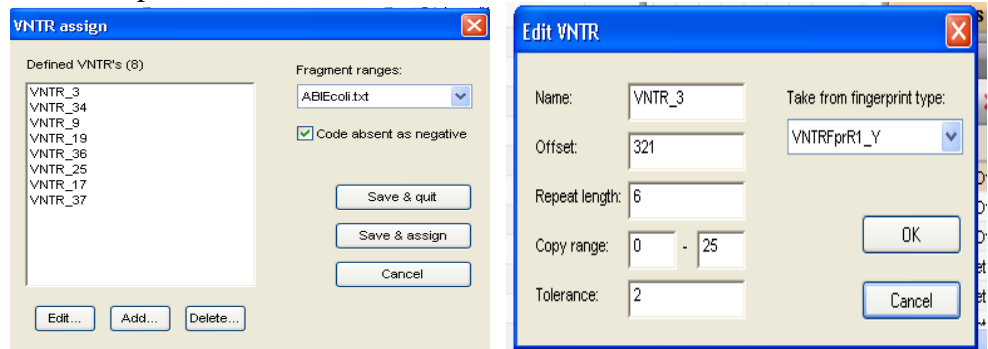 VNTR assign
Defined VNTR's (8)
VNTR_3
VNTR_34
VNTR_9
VNTR_19
VNTR_36
VNTR_25
VNTR_17
VNTR_37
Edit...
Add...
Delete...
Fragment ranges:
ABIEcoli.txt
Code absent as negative
Save & quit
Save & assign
Cancel
Edit VNTR
Name: VNTR_3
Offset: 321
Repeat length: 6
Copy range: 0 - 25
Tolerance: 2
Take from fingerprint type:
VNTRFprR1_Y
OK
Cancel